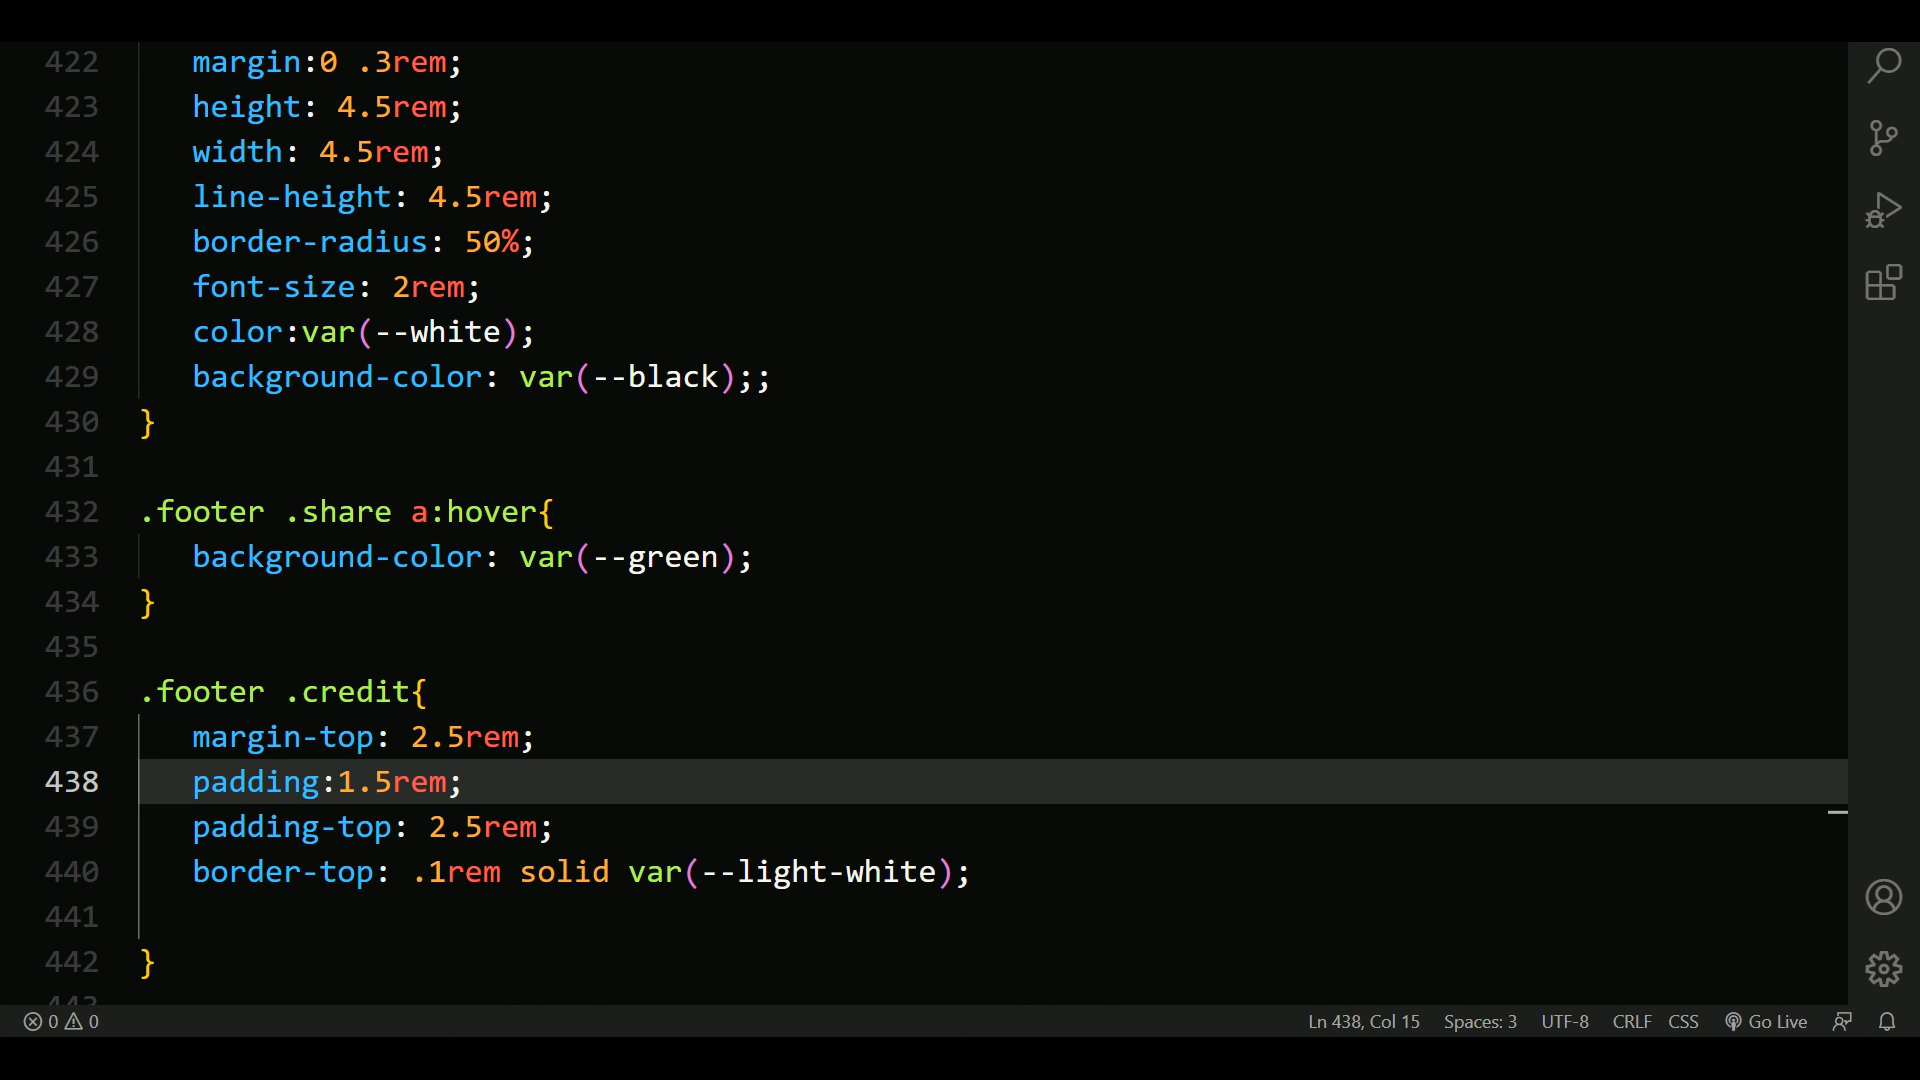 422 margin:0 .3rem;
423 height: 4.5rem;
424 width: 4.5rem;
425 line-height: 4.5rem;
426 border-radius: 50%;
427 font-size: 2rem;
428 color:var(--white);
429 background-color: var(--black);;
430 }
431
432 .footer .share a:hover{
433 background-color: var(--green);
434 }
435
436 .footer .credit{
437 margin-top: 2.5rem;
438 padding:1.5rem;
439 padding-top: 2.5rem;
440 border-top: .1rem solid var(--light-white);
441
442 }
443
0 0 Ln 438, Col 15 Spaces: 3 UTF-8 CRLF CSS Go Live